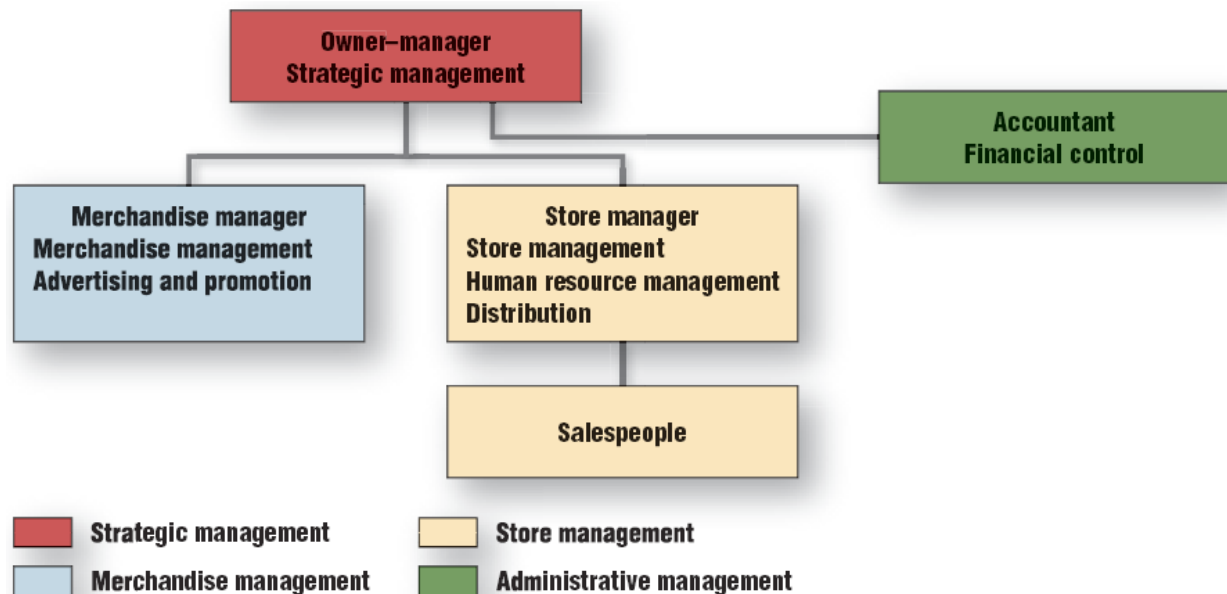 Owner–manager
Strategic management
Accountant
Financial control
Merchandise manager
Merchandise management
Advertising and promotion
Store manager
Store management
Human resource management
Distribution
Salespeople
Strategic management
Store management
Merchandise management
Administrative management